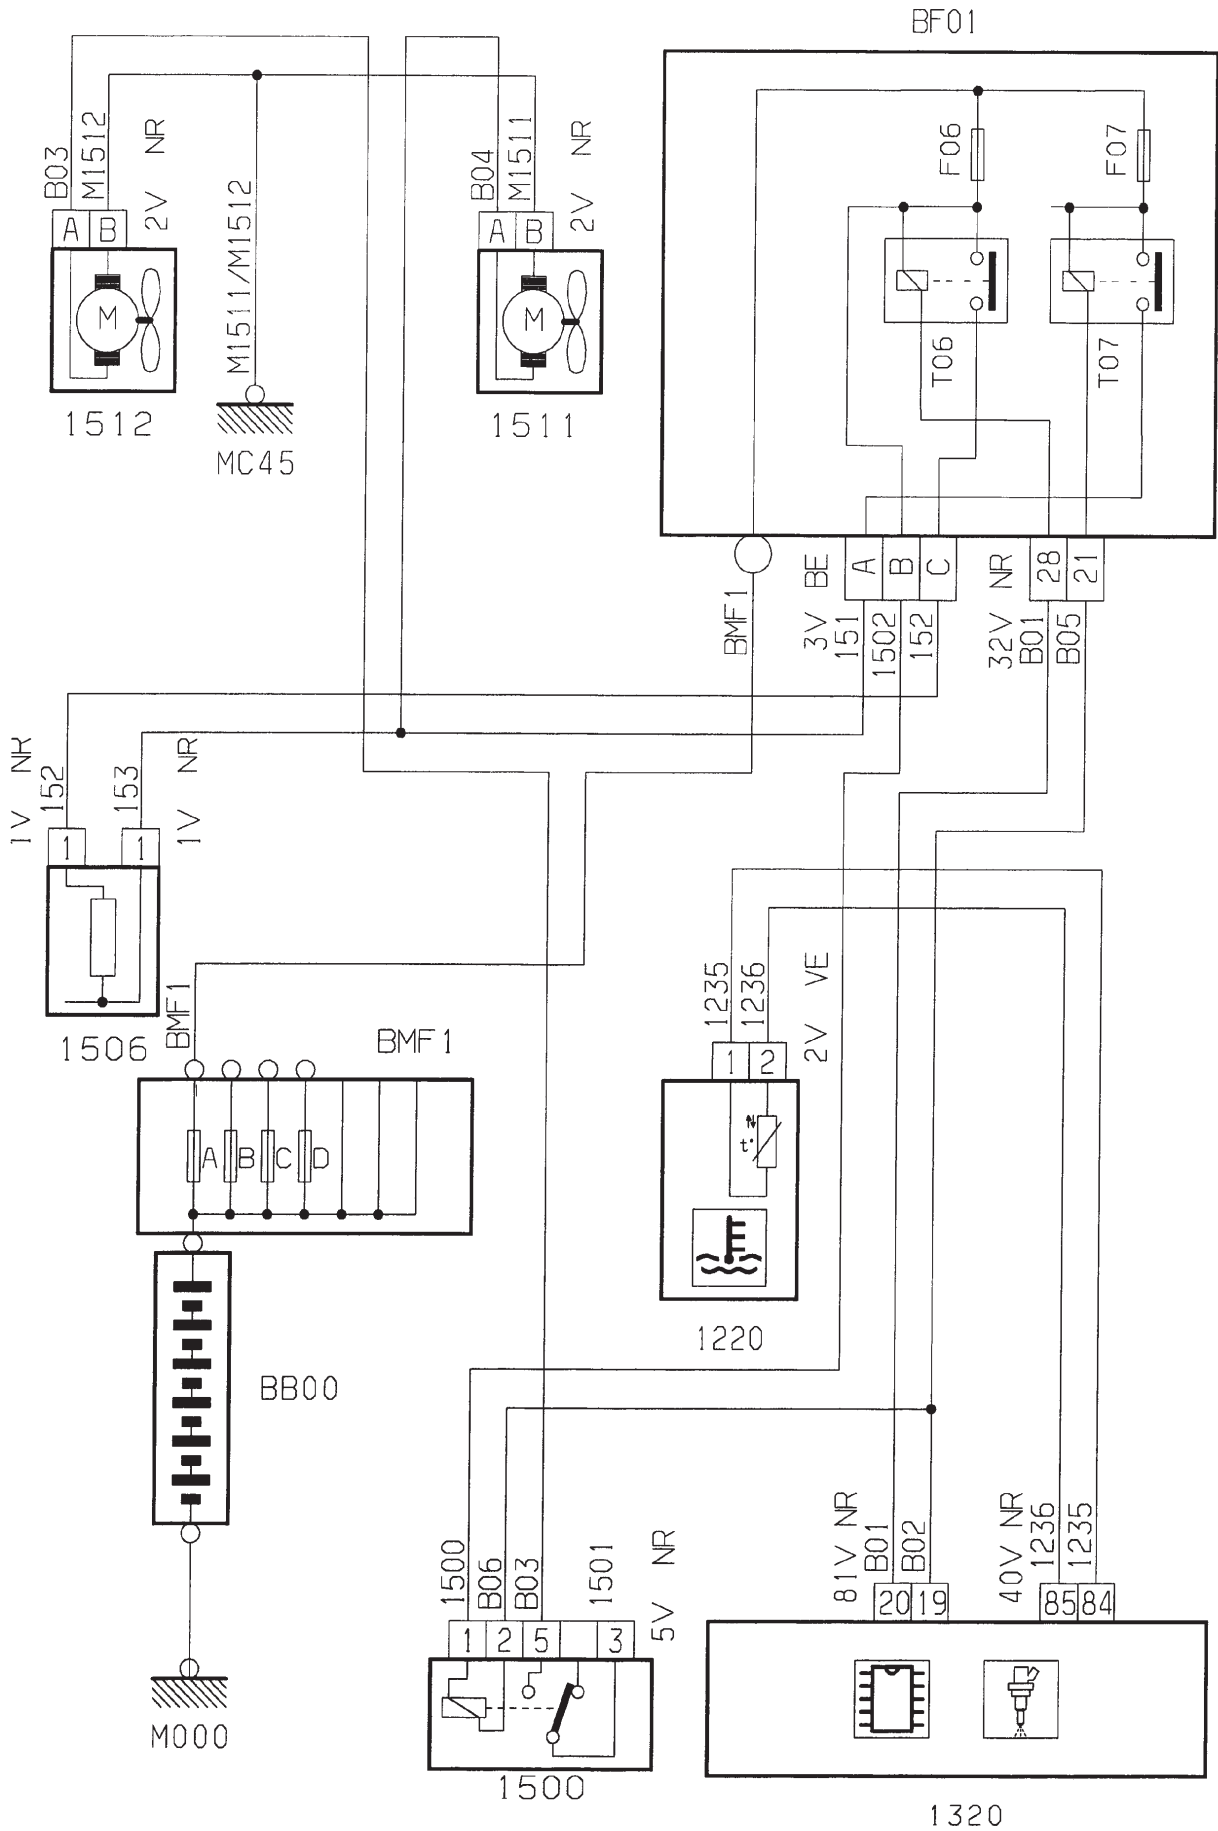 BF01
B03
M1512
2V NR
A B
M
1512
M1511/M1512
MC45
B04
M1511
2V NR
A B
M
1511
F06
F07
T06
T07
BMF1
3V BE
A B C
151
1502
152
32V NR
28 21
B01
B05
1V NR
152
153
1V NR
1 1
1506
BMF1
BMF1
A B C D
BB00
M000
1235
1236
2V VE
1 2
t°
1220
1500
B06
B03
1501
5V NR
1 2 5 3
1500
81V NR
B01
B02
20 19
40V NR
1236
1235
85 84
1320